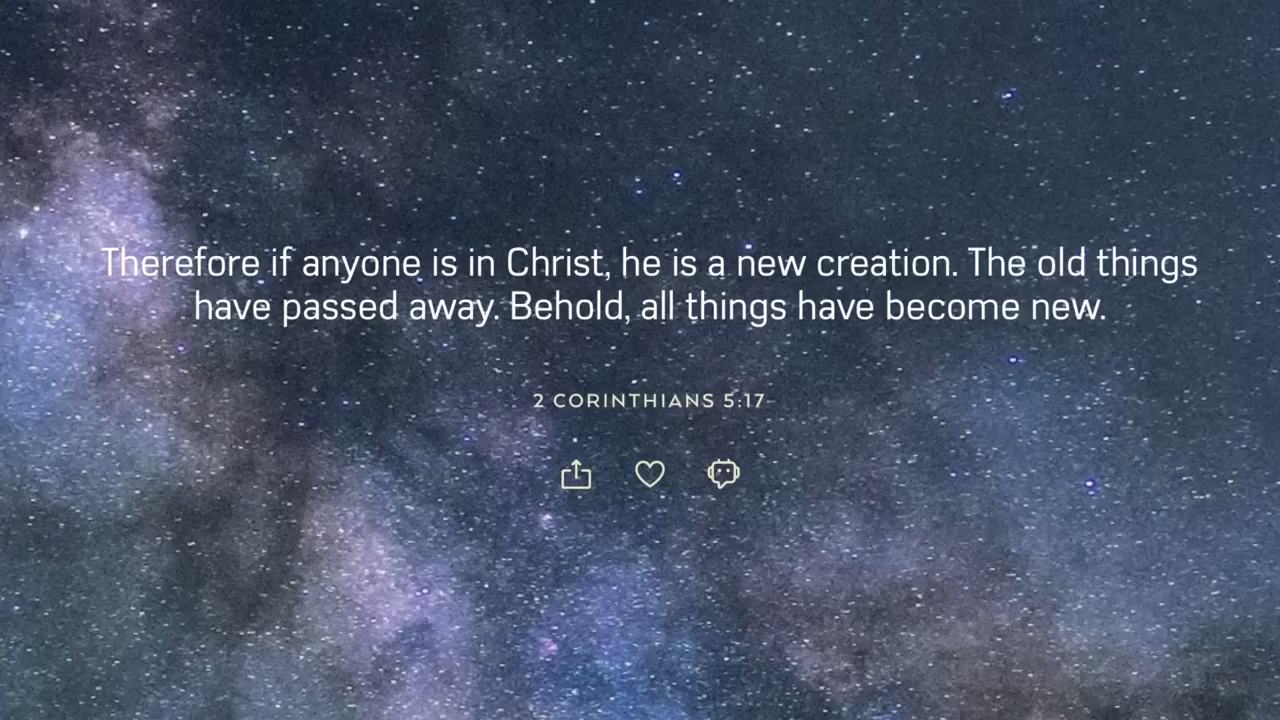 Therefore if anyone is in Christ, he is a new creation. The old things
have passed away. Behold, all things have become new.
2 CORINTHIANS 5:17